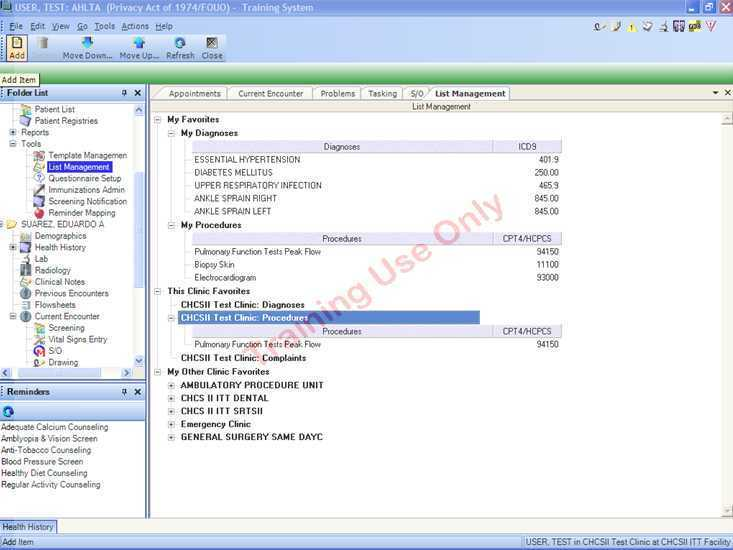 USER, TEST: AHLTA (Privacy Act of 1974/FOUO) - Training System
File Edit View Go Tools Actions Help
Add Move Down... Move Up... Refresh Close
Add Item
Folder List
Patient List
Patient Registries
Reports
Tools
Template Managemen
List Management
Questionnaire Setup
Immunizations Admin
Screening Notification
Reminder Mapping
SUAREZ, EDUARDO A
Demographics
Health History
Lab
Radiology
Clinical Notes
Previous Encounters
Flowsheets
Current Encounter
Screening
Vital Signs Entry
S/O
Drawing
Reminders
Adequate Calcium Counseling
Amblyopia & Vision Screen
Anti-Tobacco Counseling
Blood Pressure Screen
Healthy Diet Counseling
Regular Activity Counseling
Appointments Current Encounter Problems Tasking S/O List Management
List Management
My Favorites
My Diagnoses
Diagnoses ICD9
ESSENTIAL HYPERTENSION 401.9
DIABETES MELLITUS 250.00
UPPER RESPIRATORY INFECTION 465.9
ANKLE SPRAIN RIGHT 845.00
ANKLE SPRAIN LEFT 845.00
My Procedures
Procedures CPT4/HCPCS
Pulmonary Function Tests Peak Flow 94150
Biopsy Skin 11100
Electrocardiogram 93000
This Clinic Favorites
CHCSII Test Clinic: Diagnoses
CHCSII Test Clinic: Procedures
Procedures CPT4/HCPCS
Pulmonary Function Tests Peak Flow 94150
CHCSII Test Clinic: Complaints
My Other Clinic Favorites
AMBULATORY PROCEDURE UNIT
CHCS II ITT DENTAL
CHCS II ITT SRTSII
Emergency Clinic
GENERAL SURGERY SAME DAYC
Training Use Only
Health History
Add Item
USER, TEST in CHCSII Test Clinic at CHCSII ITT Facility